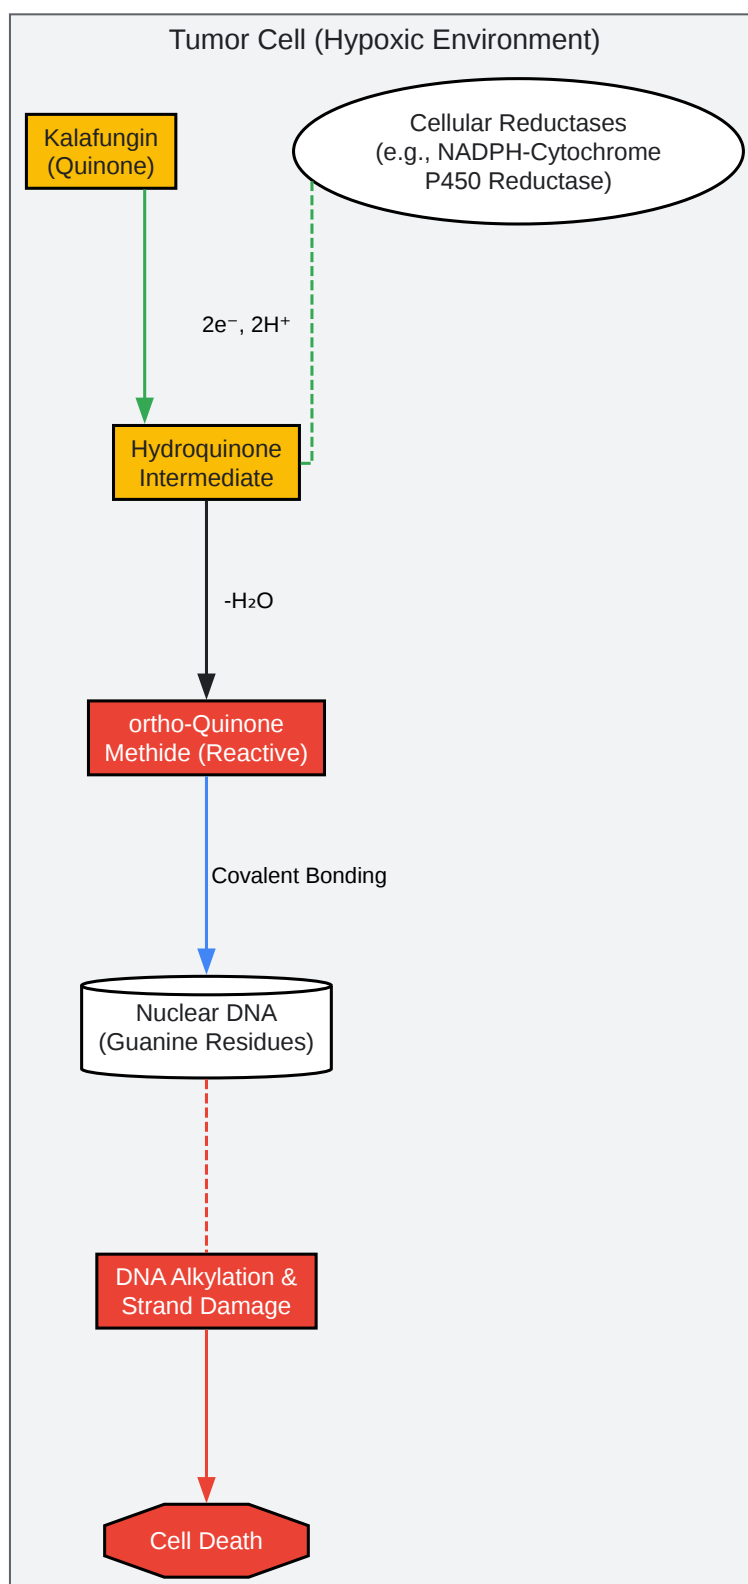 Tumor Cell (Hypoxic Environment)
Kalafungin
(Quinone)
Cellular Reductases
(e.g., NADPH-Cytochrome
P450 Reductase)
2e⁻, 2H⁺
Hydroquinone
Intermediate
-H₂O
ortho-Quinone
Methide (Reactive)
Covalent Bonding
Nuclear DNA
(Guanine Residues)
DNA Alkylation &
Strand Damage
Cell Death